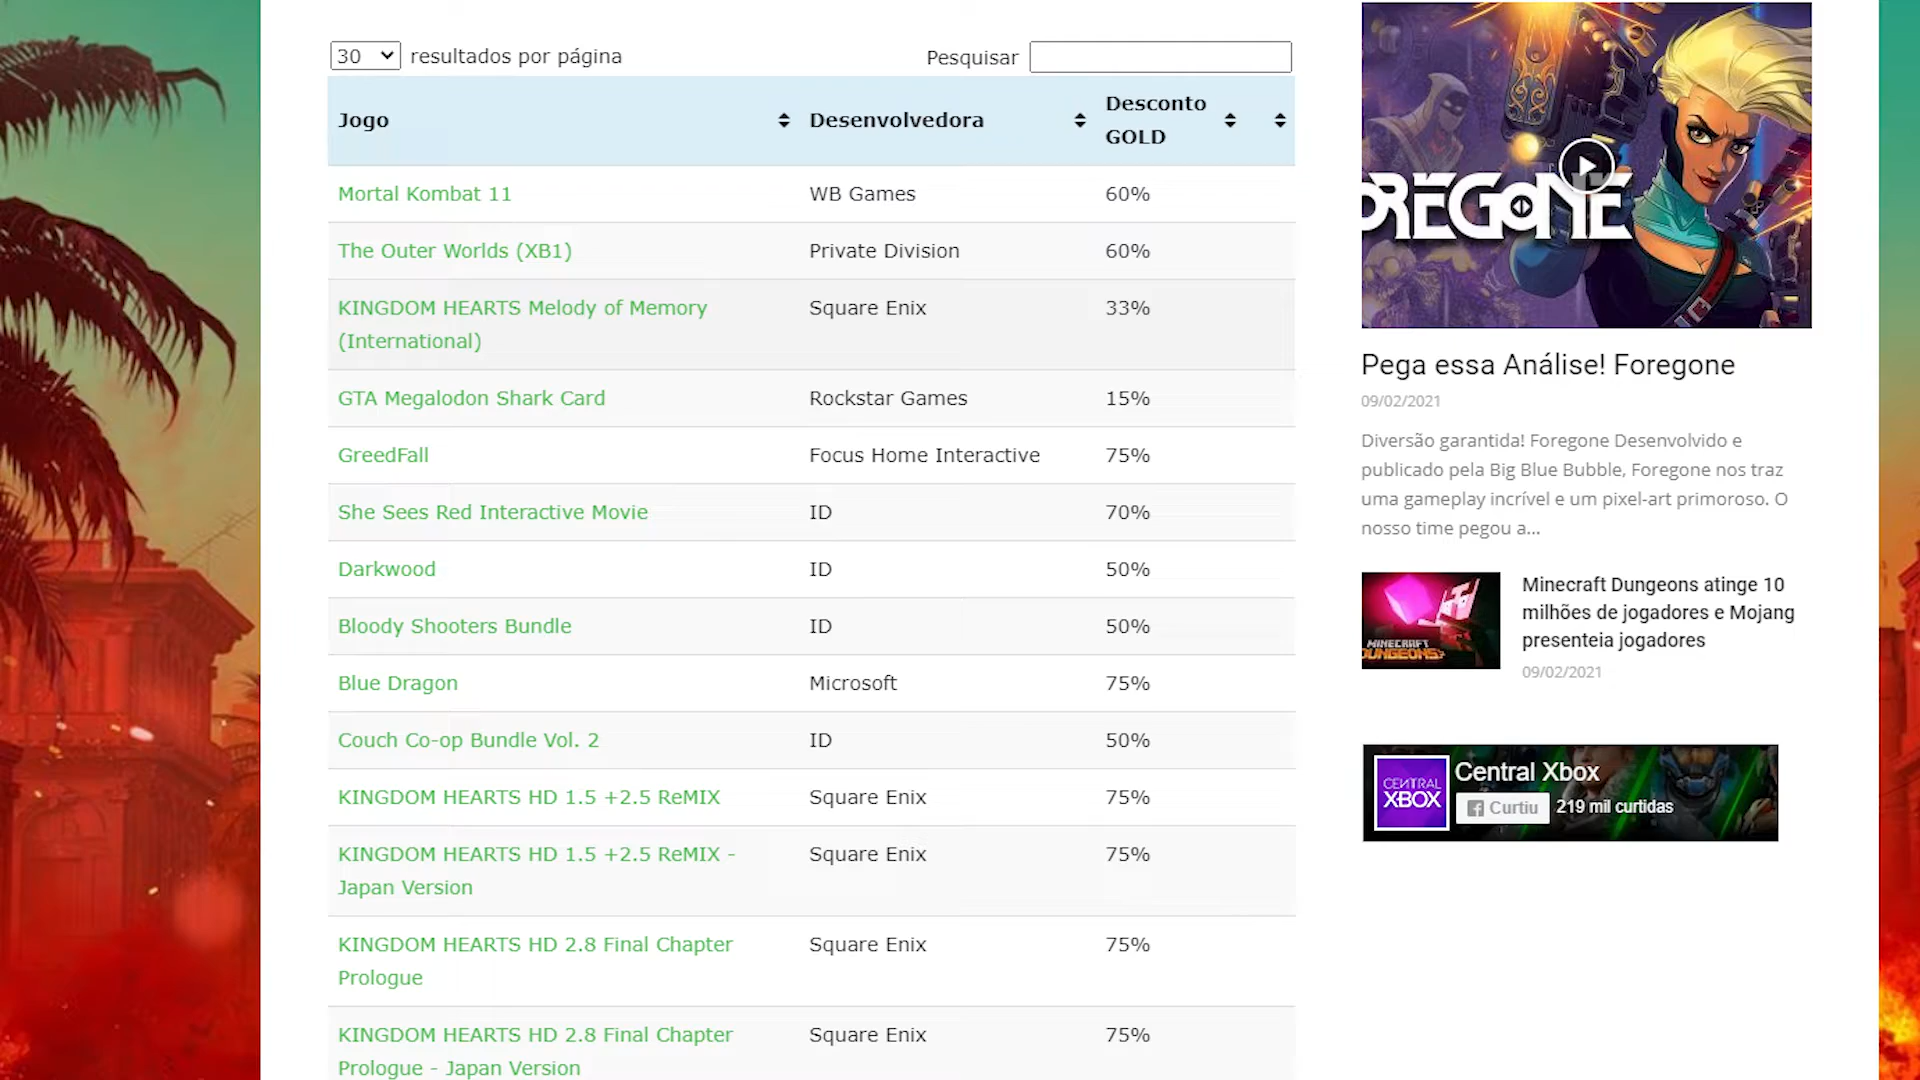 30 resultados por página
Pesquisar
Jogo
Desenvolvedora
Desconto
GOLD
Mortal Kombat 11
WB Games
60%
The Outer Worlds (XB1)
Private Division
60%
KINGDOM HEARTS Melody of Memory
(International)
Square Enix
33%
GTA Megalodon Shark Card
Rockstar Games
15%
GreedFall
Focus Home Interactive
75%
She Sees Red Interactive Movie
ID
70%
Darkwood
ID
50%
Bloody Shooters Bundle
ID
50%
Blue Dragon
Microsoft
75%
Couch Co-op Bundle Vol. 2
ID
50%
KINGDOM HEARTS HD 1.5 +2.5 ReMIX
Square Enix
75%
KINGDOM HEARTS HD 1.5 +2.5 ReMIX -
Japan Version
Square Enix
75%
KINGDOM HEARTS HD 2.8 Final Chapter
Prologue
Square Enix
75%
KINGDOM HEARTS HD 2.8 Final Chapter
Prologue - Japan Version
Square Enix
75%
OREGONE
Pega essa Análise! Foregone
09/02/2021
Diversão garantida! Foregone Desenvolvido e
publicado pela Big Blue Bubble, Foregone nos traz
uma gameplay incrível e um pixel-art primoroso. O
nosso time pegou a...
MINECRAFT
DUNGEONS
Minecraft Dungeons atinge 10
milhões de jogadores e Mojang
presenteia jogadores
09/02/2021
CENTRAL
XBOX
Central Xbox
Curtiu
219 mil curtidas